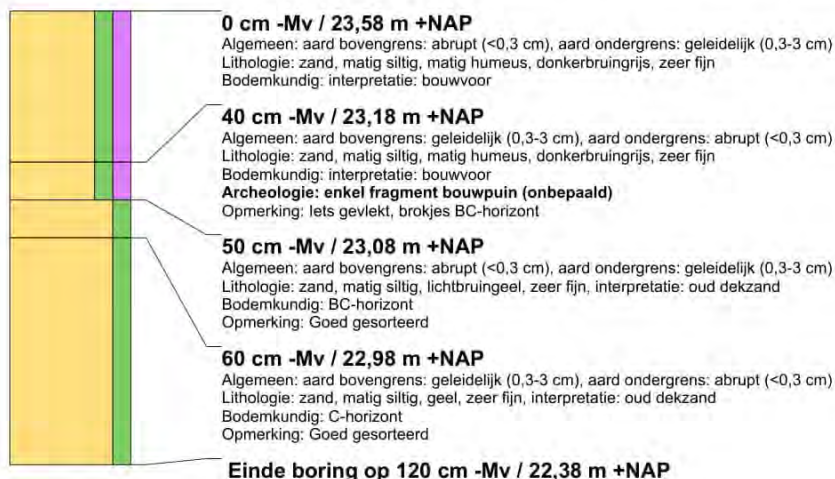 0 cm -Mv / 23,58 m +NAP
Algemeen: aard bovengrens: abrupt (<0,3 cm), aard ondergrens: geleidelijk (0,3-3 cm)
Lithologie: zand, matig siltig, matig humeus, donkerbruingrijs, zeer fijn
Bodemkundig: interpretatie: bouwvoor
40 cm -Mv / 23,18 m +NAP
Algemeen: aard bovengrens: geleidelijk (0,3-3 cm), aard ondergrens: abrupt (<0,3 cm)
Lithologie: zand, matig siltig, matig humeus, donkerbruingrijs, zeer fijn
Bodemkundig: interpretatie: bouwvoor
Archeologie: enkel fragment bouwpuin (onbepaald)
Opmerking: Iets gevlekt, brokjes BC-horizont
50 cm -Mv / 23,08 m +NAP
Algemeen: aard bovengrens: abrupt (<0,3 cm), aard ondergrens: geleidelijk (0,3-3 cm)
Lithologie: zand, matig siltig, lichtbruingeel, zeer fijn, interpretatie: oud dekzand
Bodemkundig: BC-horizont
Opmerking: Goed gesorteerd
60 cm -Mv / 22,98 m +NAP
Algemeen: aard bovengrens: geleidelijk (0,3-3 cm), aard ondergrens: abrupt (<0,3 cm)
Lithologie: zand, matig siltig, geel, zeer fijn, interpretatie: oud dekzand
Bodemkundig: C-horizont
Opmerking: Goed gesorteerd
Einde boring op 120 cm -Mv / 22,38 m +NAP